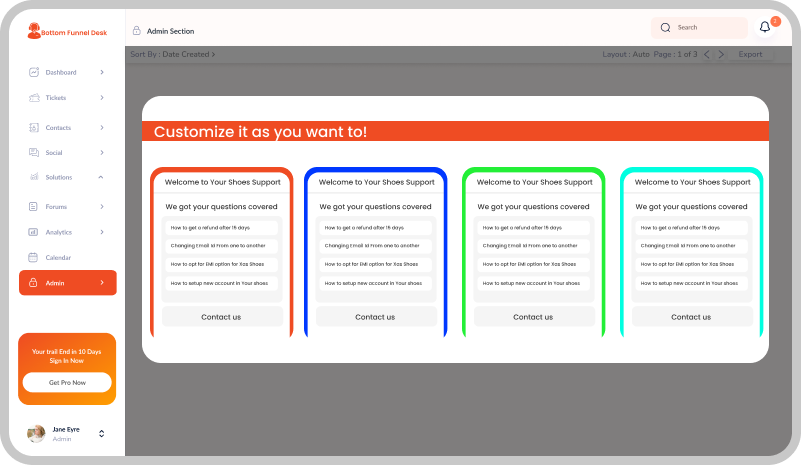 Bottom Funnel Desk
Admin Section
Search
2
Sort By : Date Created >
Layout : Auto Page : 1 of 3 < > Export
Dashboard
Tickets
Contacts
Social
Solutions
Forums
Analytics
Calendar
Admin
Your trail End in 10 Days
Sign In Now
Get Pro Now
Jane Eyre
Admin
Customize it as you want to!
Welcome to Your Shoes Support
We got your questions covered
How to get a refund after 15 days
Changing Email Id From one to another
How to opt for EMI option for Xas Shoes
How to setup new account in Your shoes
Contact us
Welcome to Your Shoes Support
We got your questions covered
How to get a refund after 15 days
Changing Email Id From one to another
How to opt for EMI option for Xas Shoes
How to setup new account in Your shoes
Contact us
Welcome to Your Shoes Support
We got your questions covered
How to get a refund after 15 days
Changing Email Id From one to another
How to opt for EMI option for Xas Shoes
How to setup new account in Your shoes
Contact us
Welcome to Your Shoes Support
We got your questions covered
How to get a refund after 15 days
Changing Email Id From one to another
How to opt for EMI option for Xas Shoes
How to setup new account in Your shoes
Contact us